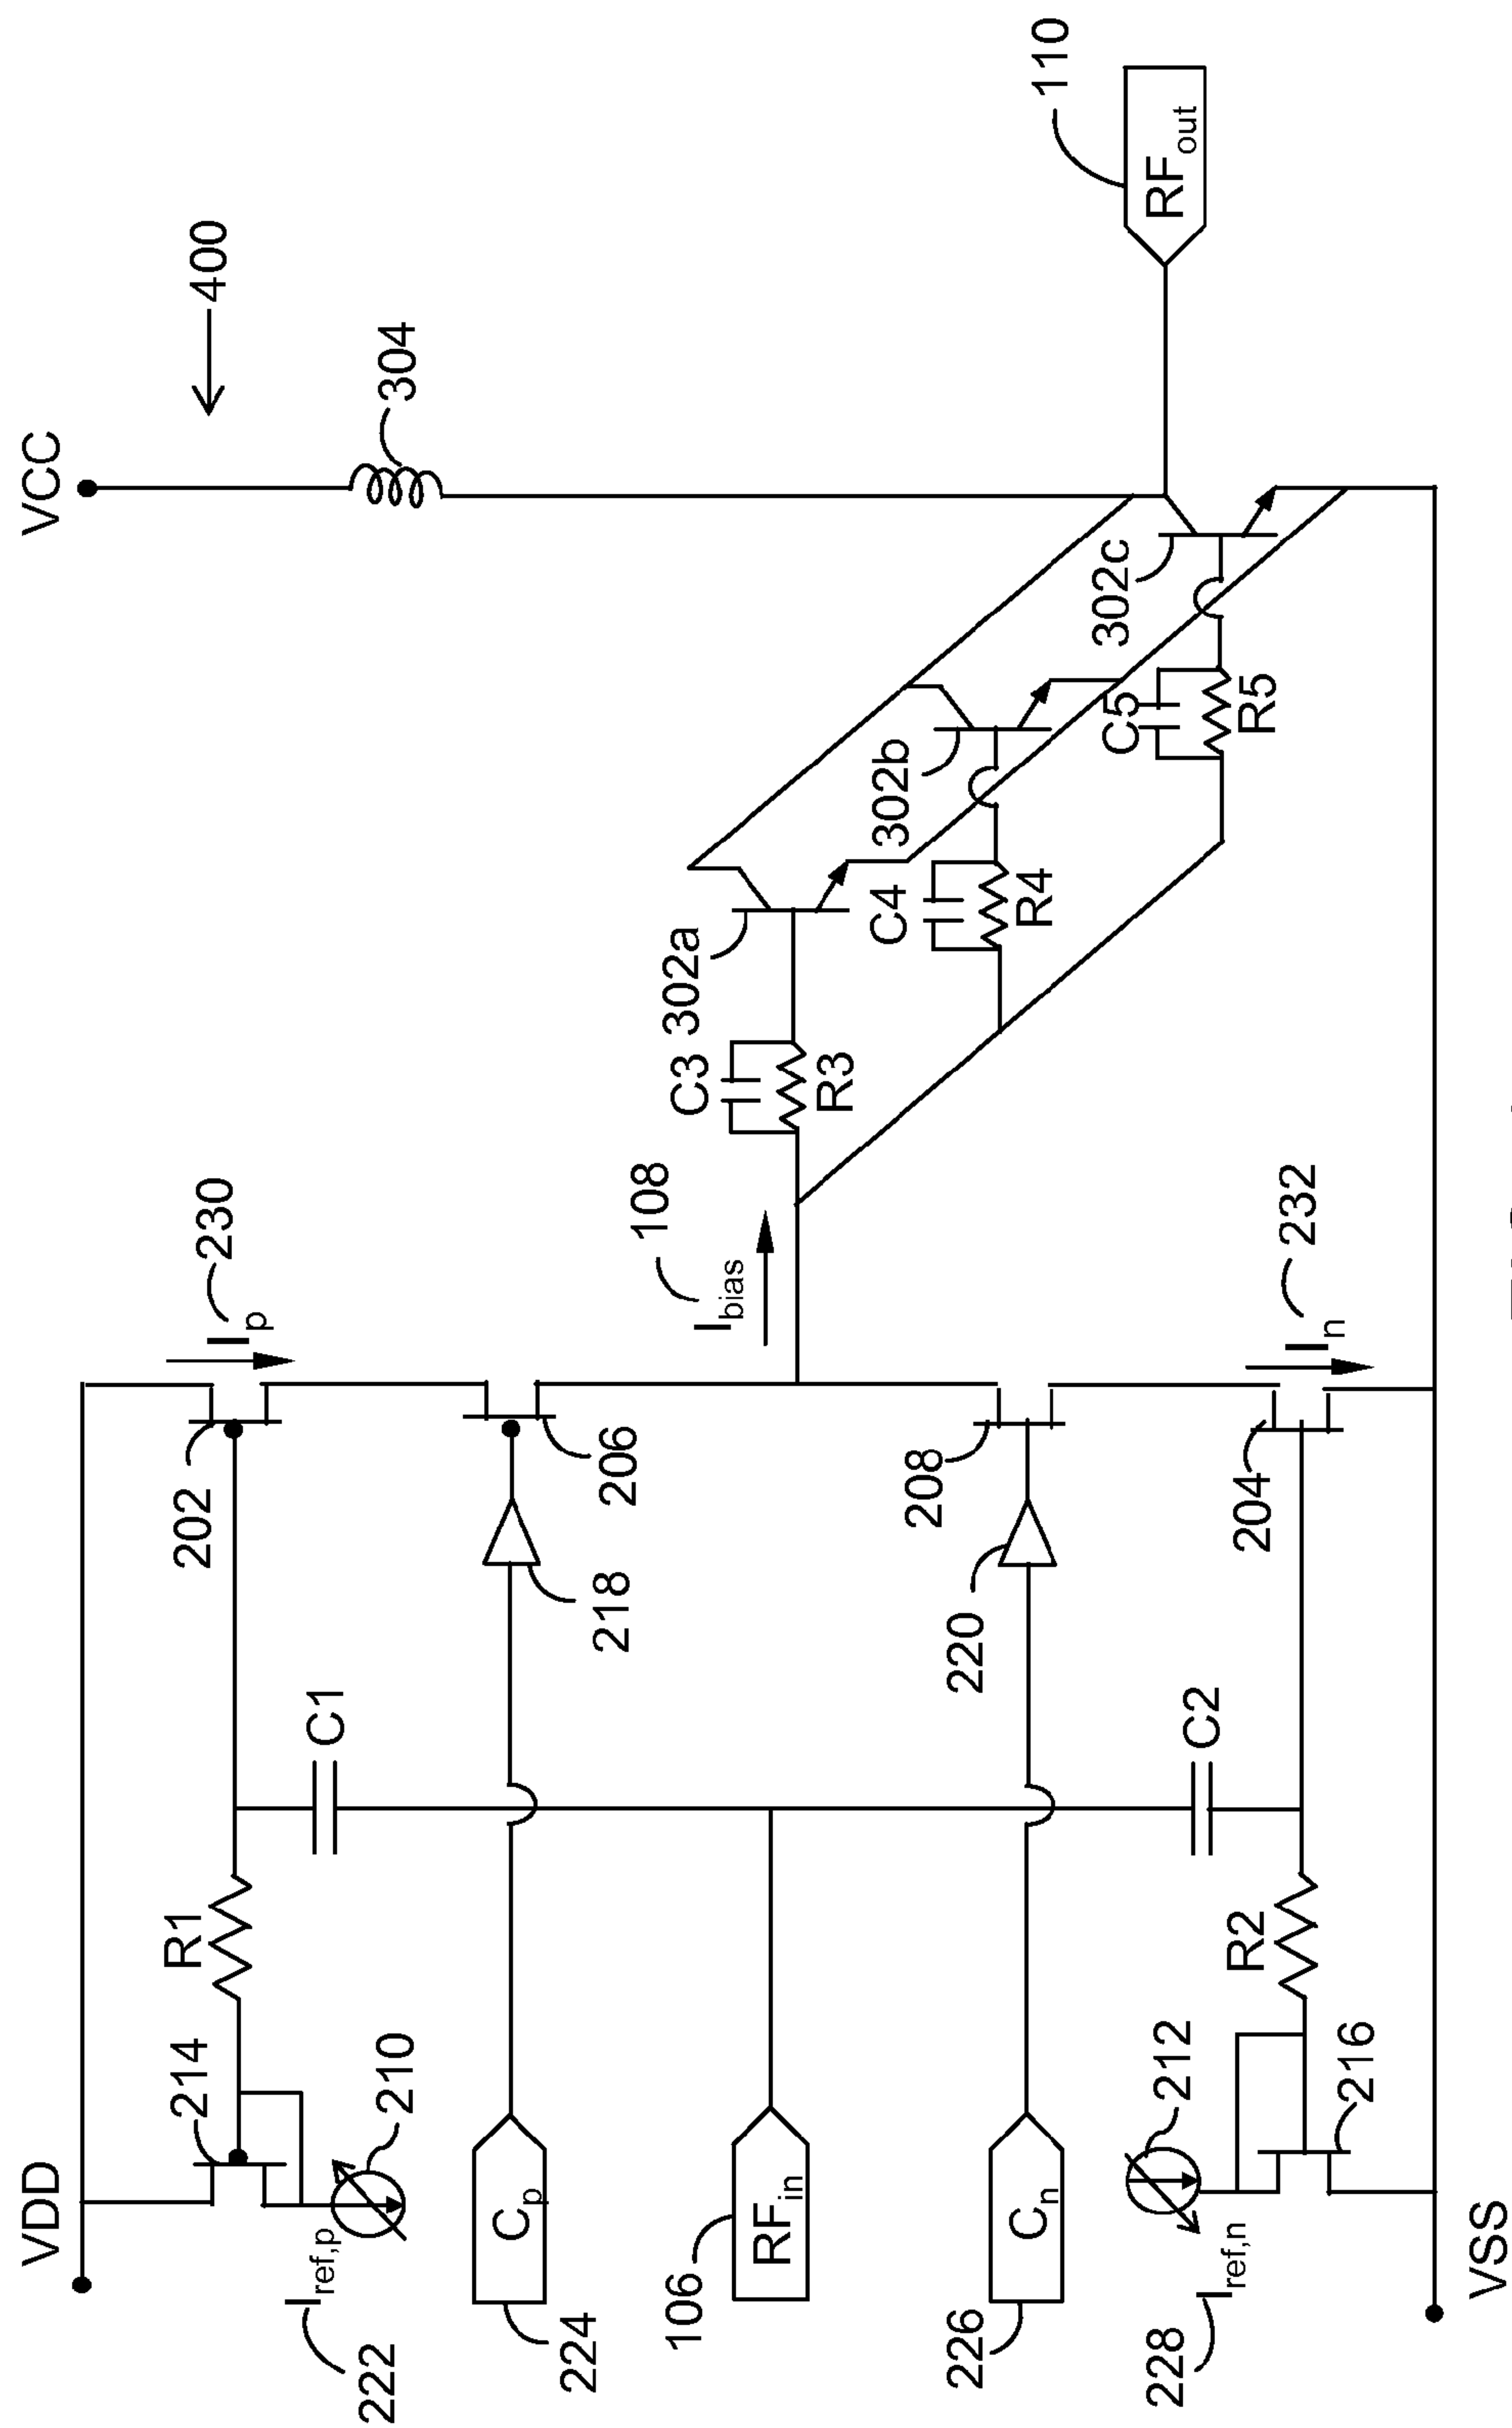 VDD
VCC
400
304
214
R1
202
230
I_p
210
I_ref,p
222
C1
218
206
C_p
224
108
I_bias
C3
R3
302a
106
RF_in
C4
R4
302b
110
RF_out
C_n
226
220
208
C5
R5
302c
212
228
I_ref,n
216
R2
C2
204
232
I_n
VSS